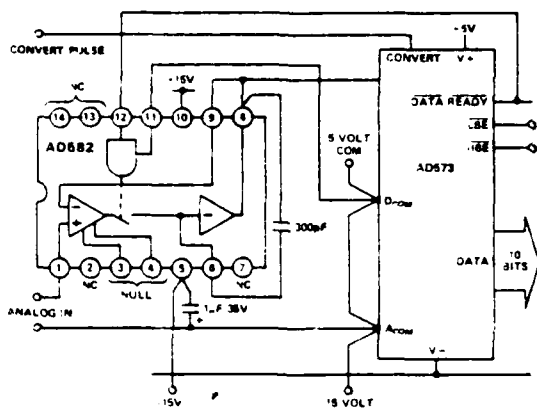 CONVERT PULSE
+5V
CONVERT V+
NC
-15V
14 13 12 11 10 9 8
DATA READY
AD582
LBE
HBE
5 VOLT
COM
AD573
DCOM
300pF
DATA
10
BITS
1 2 3 4 5 6 7
NC NULL NC
ANALOG IN
1µF 35V
+
ACOM
V-
-15V
15 VOLT